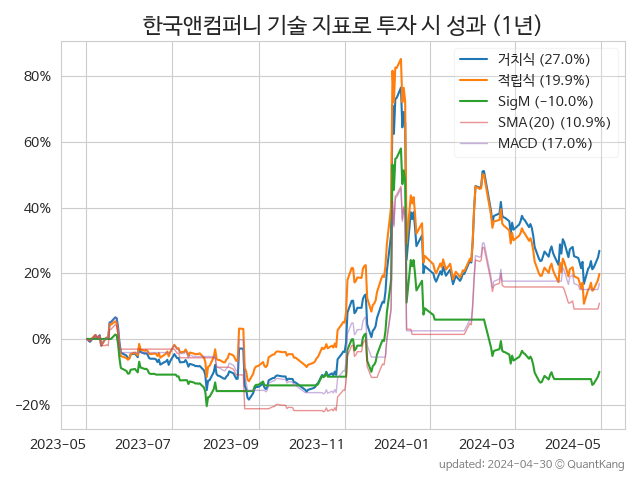 한국앤컴퍼니 기술 지표로 투자 시 성과 (1년)
거치식 (27.0%)
적립식 (19.9%)
SigM (−10.0%)
SMA(20) (10.9%)
MACD (17.0%)
80%
60%
40%
20%
0%
−20%
2023-05 2023-07 2023-09 2023-11 2024-01 2024-03 2024-05
updated: 2024-04-30 © QuantKang